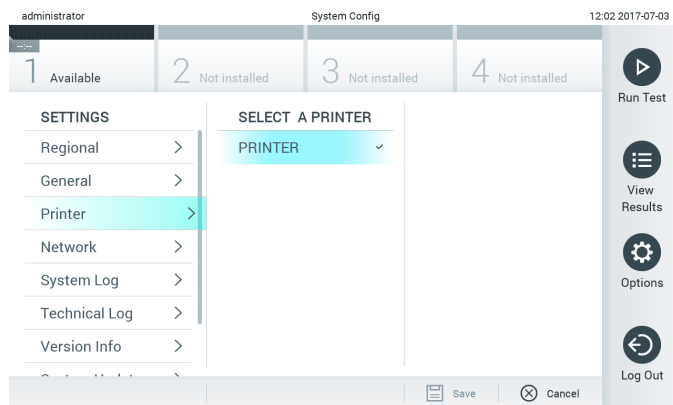 administrator System Config 12:02 2017-07-03
--:--
1 Available 2 Not installed 3 Not installed 4 Not installed
Run Test
SETTINGS SELECT A PRINTER
Regional PRINTER
General
Printer
Network
System Log
Technical Log
Version Info
View
Results
Options
Log Out
Save Cancel